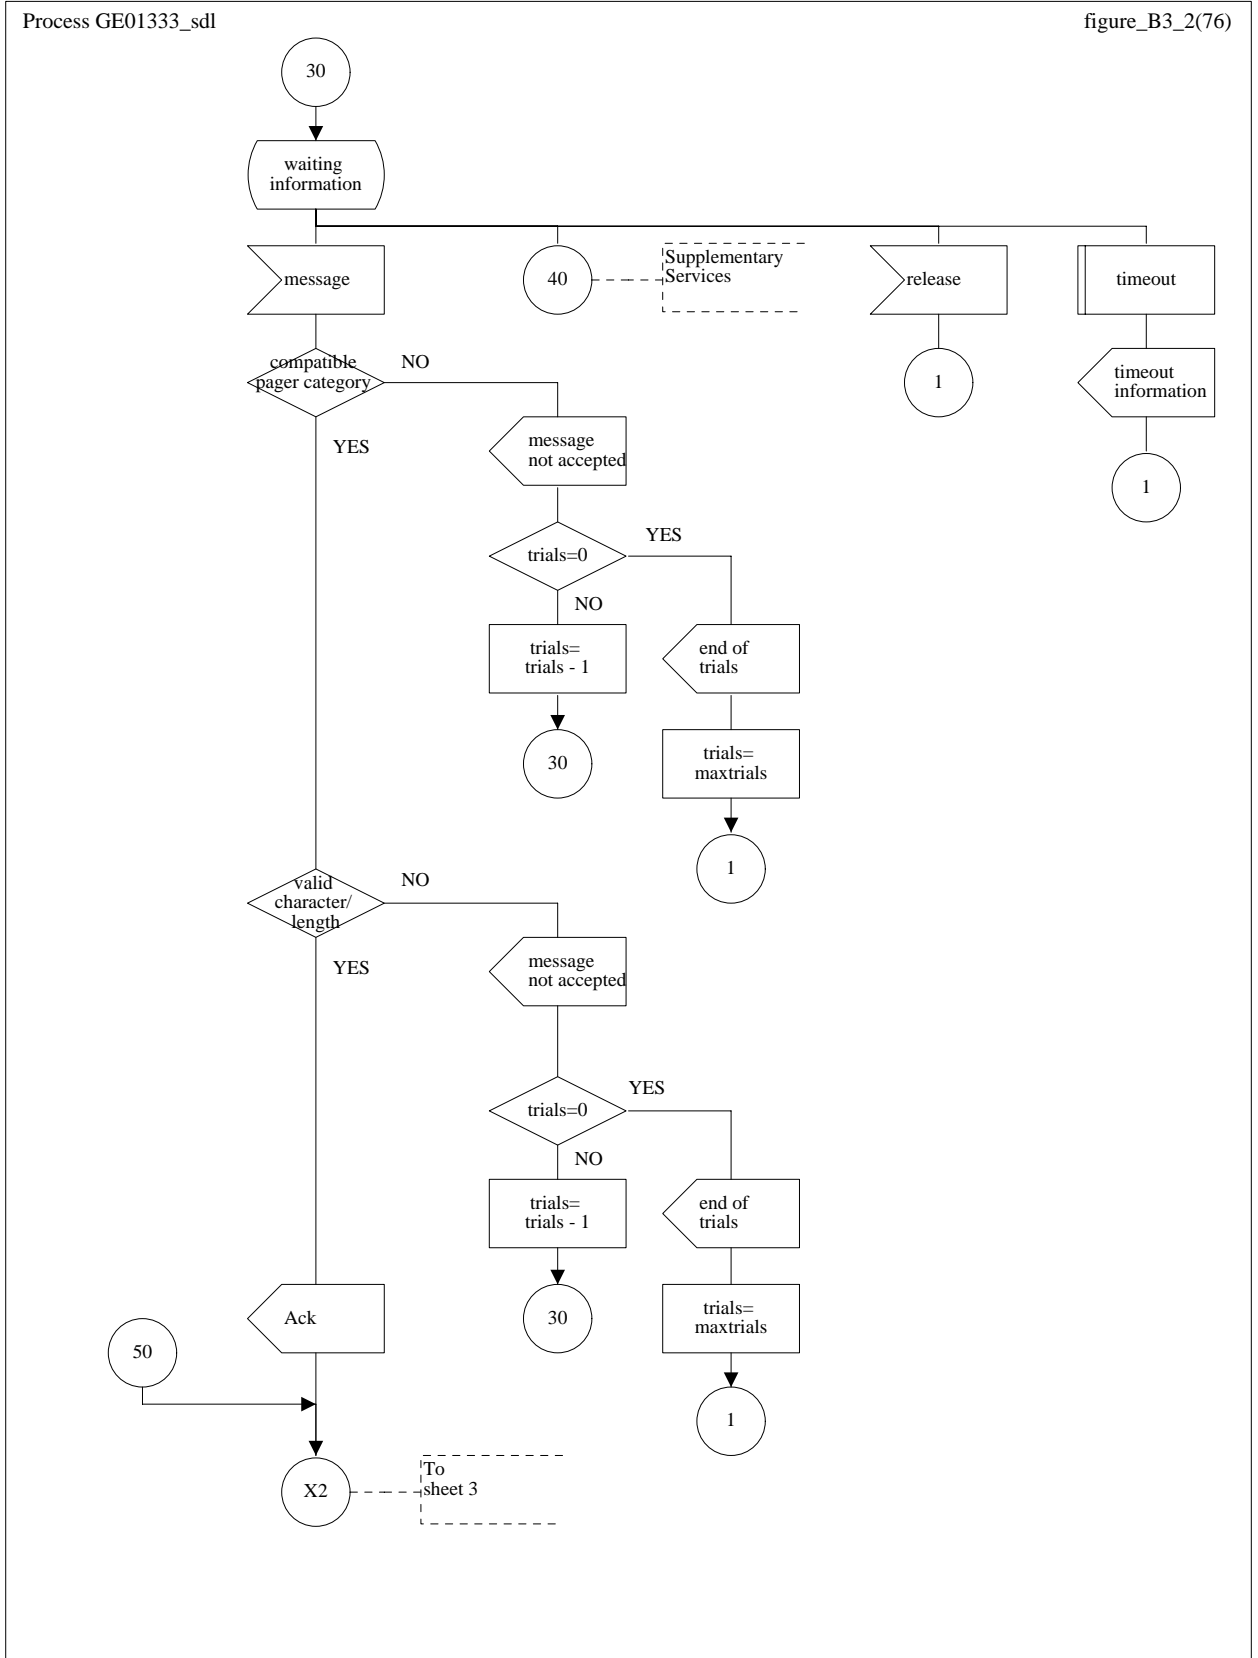 Process GE01333_sdl
figure_B3_2(76)
30
waiting
information
message
40
Supplementary
Services
release
timeout
compatible
pager category
NO
YES
1
timeout
information
message
not accepted
1
trials=0
YES
NO
trials=
trials - 1
end of
trials
30
trials=
maxtrials
1
valid
character/
length
NO
YES
message
not accepted
trials=0
YES
NO
trials=
trials - 1
end of
trials
Ack
30
trials=
maxtrials
50
1
X2
To
sheet 3